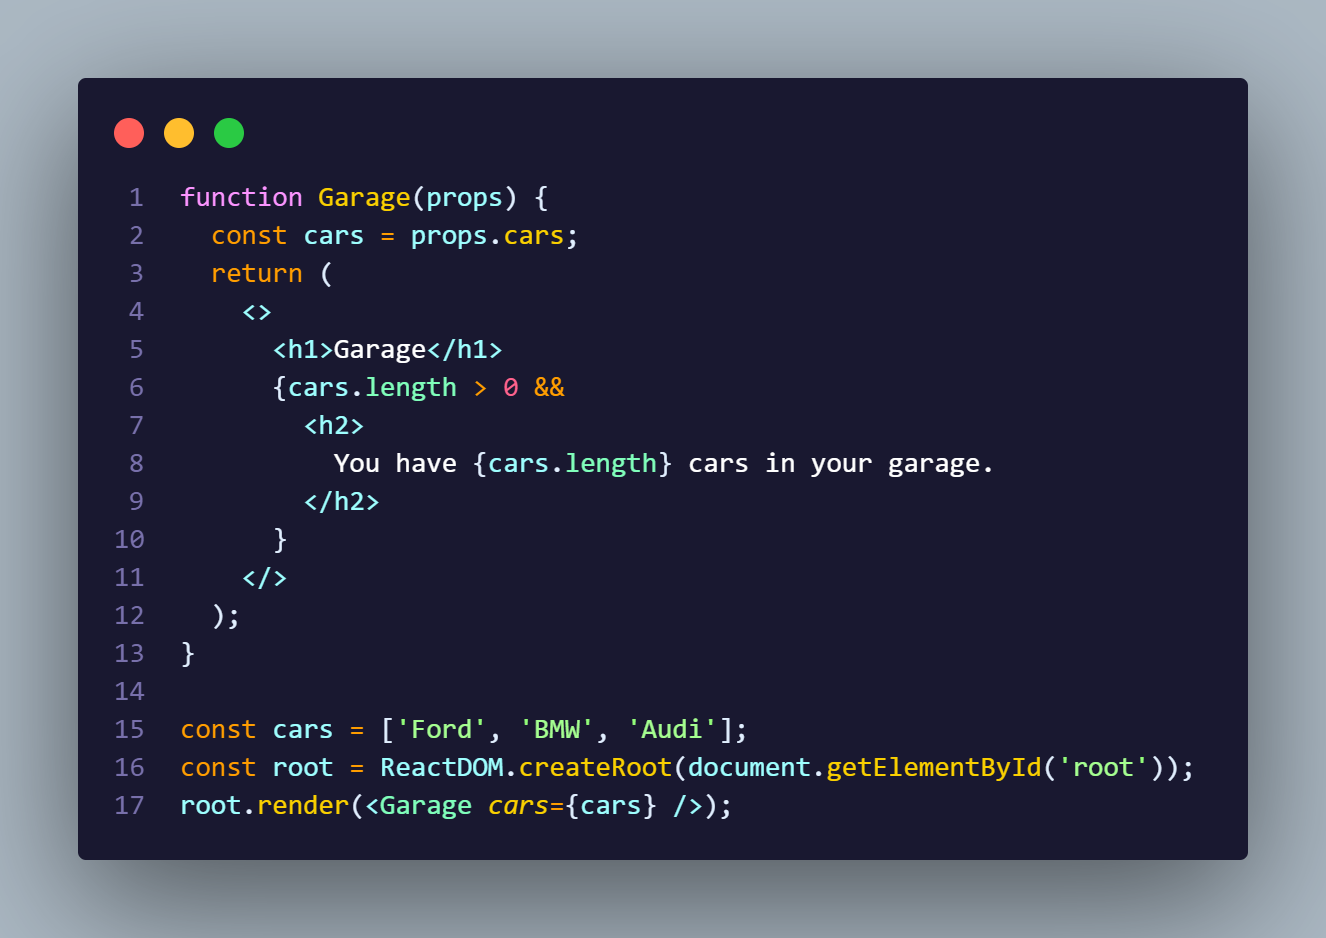 1 function Garage(props) {
2   const cars = props.cars;
3   return (
4     <>
5       <h1>Garage</h1>
6       {cars.length > 0 &&
7         <h2>
8           You have {cars.length} cars in your garage.
9         </h2>
10       }
11     </>
12   );
13 }
14
15 const cars = ['Ford', 'BMW', 'Audi'];
16 const root = ReactDOM.createRoot(document.getElementById('root'));
17 root.render(<Garage cars={cars} />);